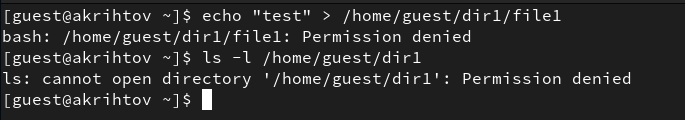 [guest@akrihtov ~]$ echo "test" > /home/guest/dir1/file1
bash: /home/guest/dir1/file1: Permission denied
[guest@akrihtov ~]$ ls -l /home/guest/dir1
ls: cannot open directory '/home/guest/dir1': Permission denied
[guest@akrihtov ~]$